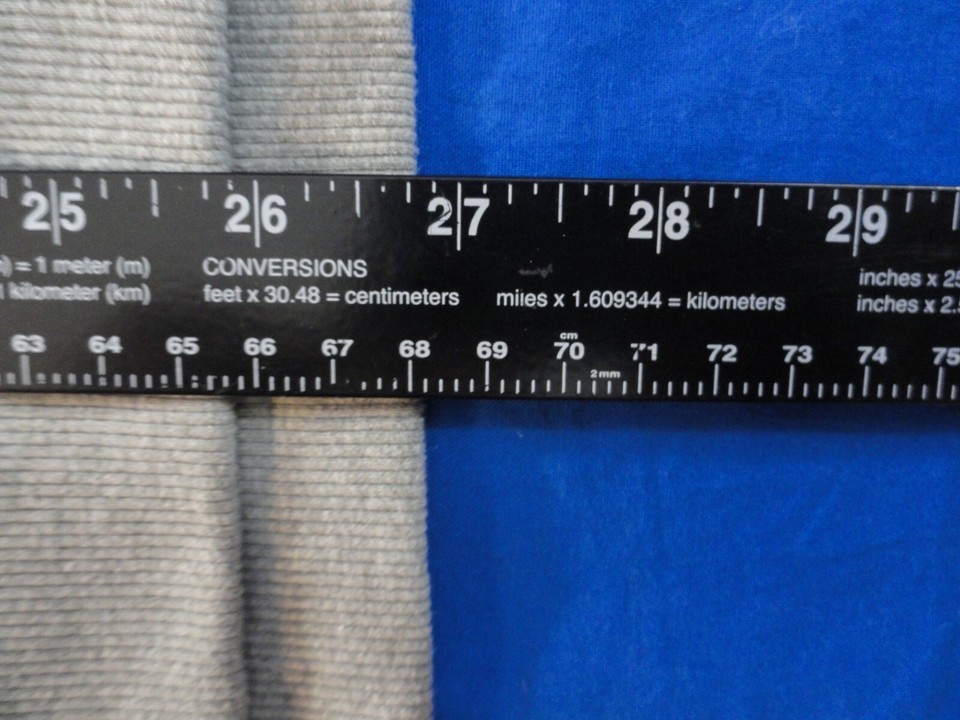 25 26 27 28 29
) = 1 meter (m) CONVERSIONS inches x 25
kilometer (km) feet x 30.48 = centimeters miles x 1.609344 = kilometers inches x 2.
cm
63 64 65 66 67 68 69 70 71 72 73 74 75
2mm